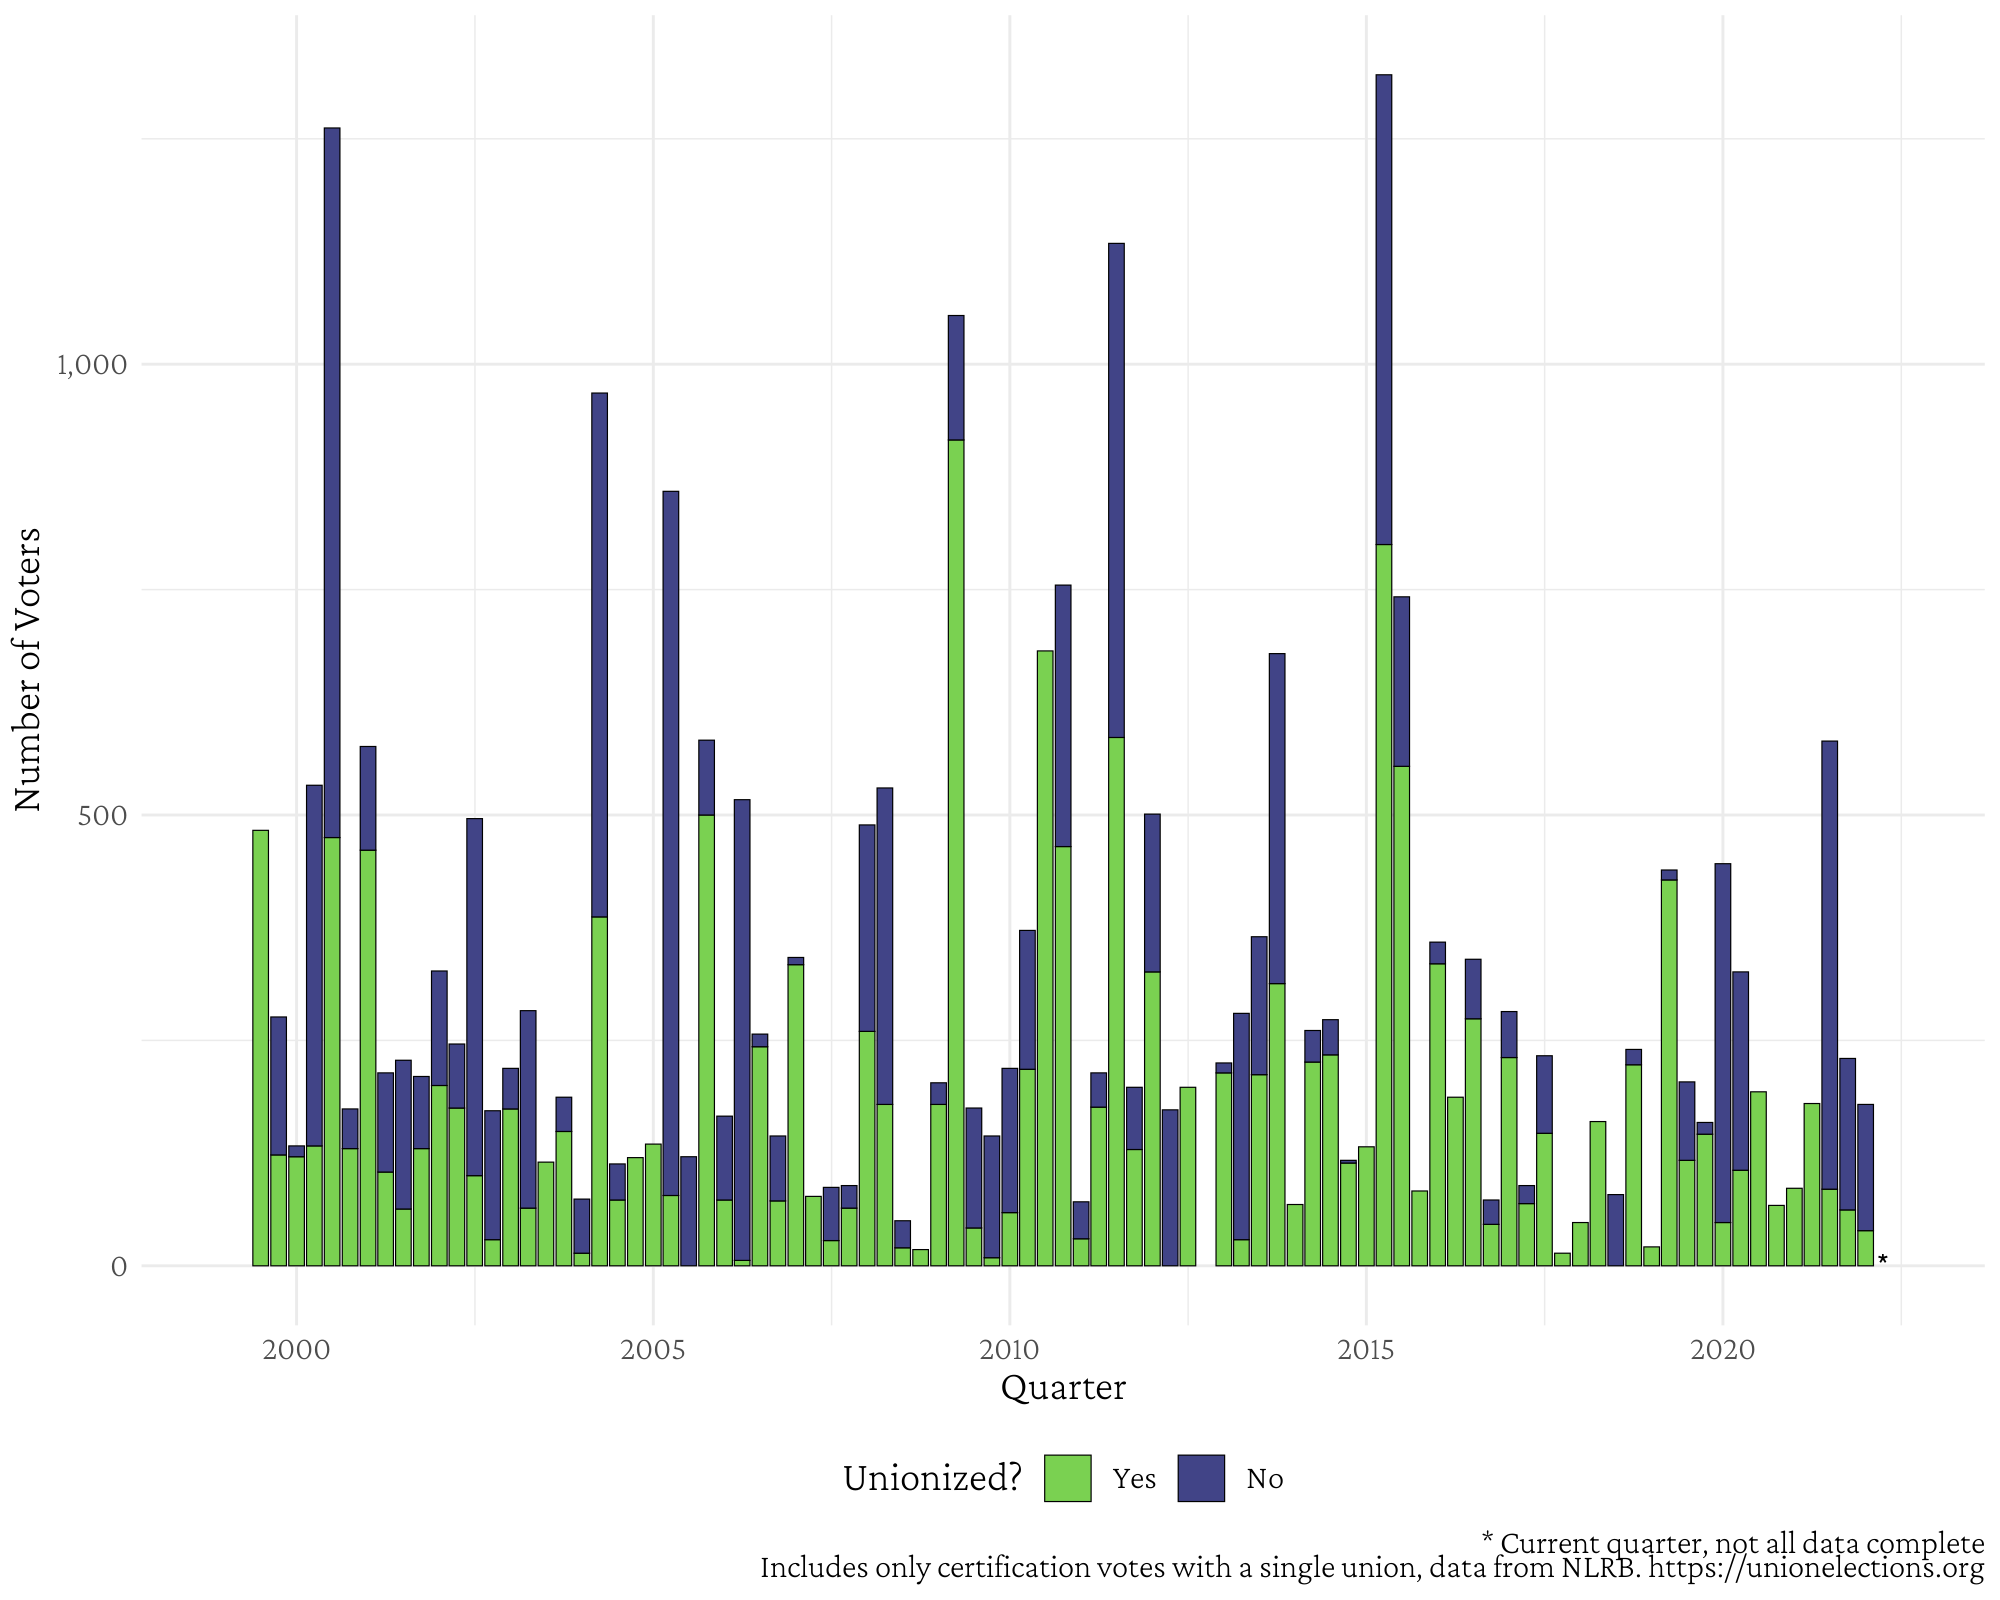 Number of Voters
1,000
500
0
*
2000 2005 2010 2015 2020
Quarter
Unionized? Yes No
* Current quarter, not all data complete
Includes only certification votes with a single union, data from NLRB. https://unionelections.org